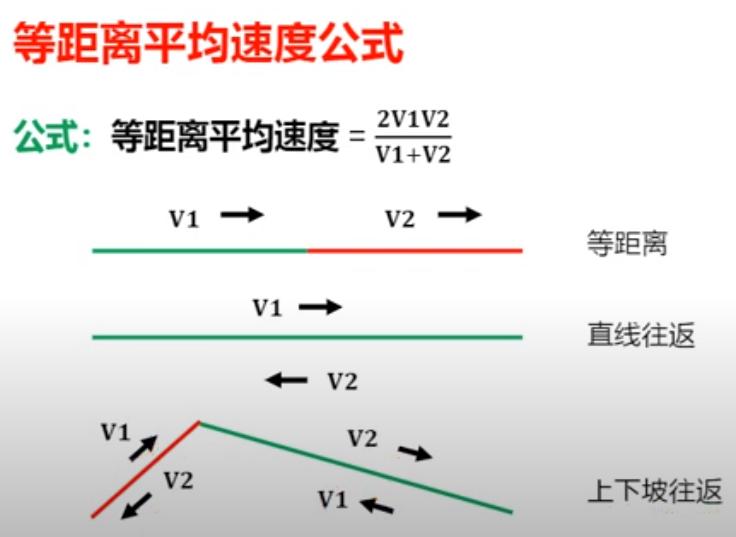 等距离平均速度公式
公式：等距离平均速度 = 2V1V2 / V1+V2
V1 V2 等距离
V1
直线往返
V2
V1 V2
V2 V1 上下坡往返